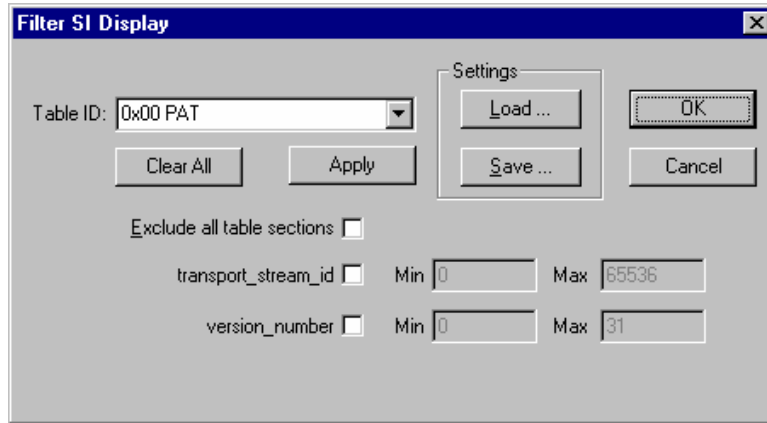 Filter SI Display
Settings
Table ID: 0x00 PAT Load ... OK
Clear All Apply Save ... Cancel
Exclude all table sections
transport_stream_id Min 0 Max 65536
version_number Min 0 Max 31